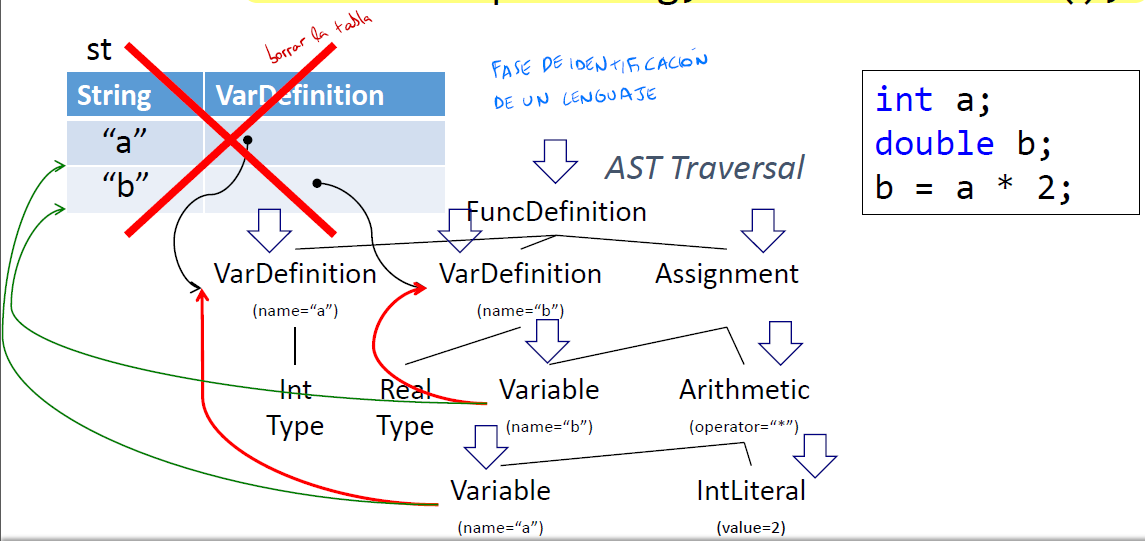 st
borrar la tabla
String VarDefinition
“a”
“b”
FASE DE IDENTIFICACIÓN
DE UN LENGUAJE
AST Traversal
int a;
double b;
b = a * 2;
FuncDefinition
VarDefinition VarDefinition Assignment
(name=“a”) (name=“b”)
Int Real Variable Arithmetic
Type Type (name=“b”) (operator=“*”)
Variable IntLiteral
(name=“a”) (value=2)